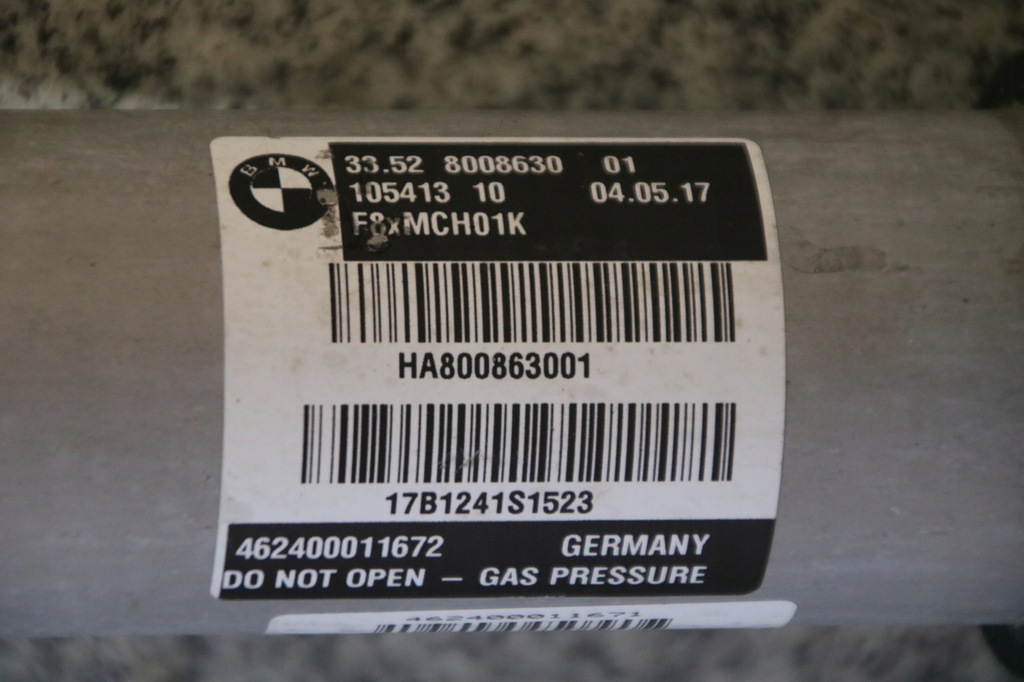 BMW
33.52 8008630 01
105413 10 04.05.17
F8xMCH01K
HA800863001
17B1241S1523
462400011672 GERMANY
DO NOT OPEN – GAS PRESSURE
462400011671